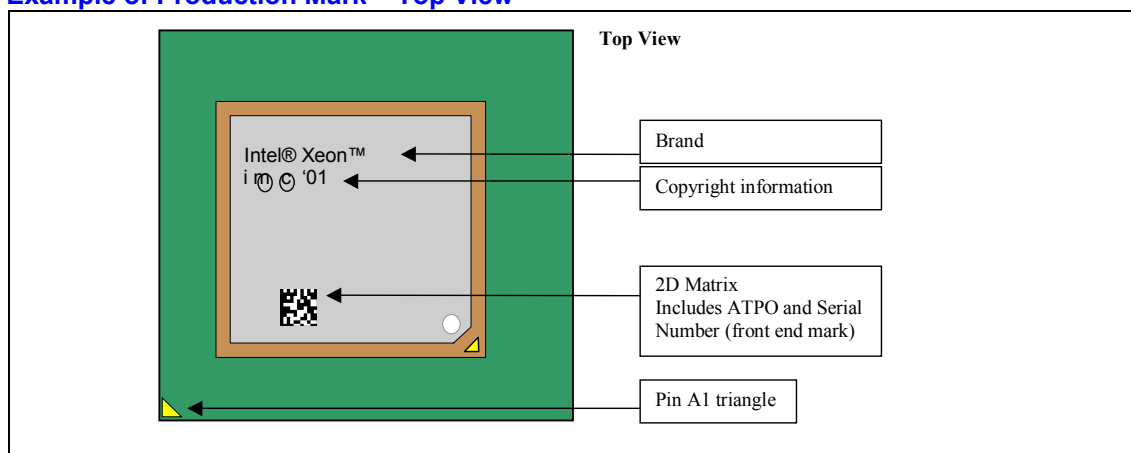 Example of Production Mark – Top View
Top View
Intel® Xeon™
i m c '01
Brand
Copyright information
2D Matrix
Includes ATPO and Serial
Number (front end mark)
Pin A1 triangle